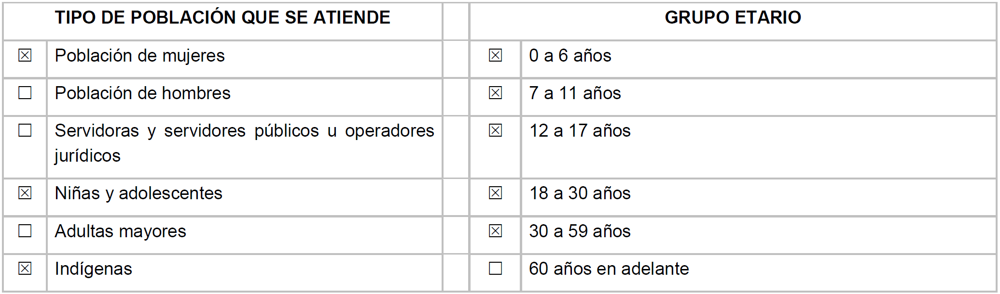 TIPO DE POBLACIÓN QUE SE ATIENDE GRUPO ETARIO
☒ Población de mujeres ☒ 0 a 6 años
☐ Población de hombres ☒ 7 a 11 años
☐ Servidoras y servidores públicos u operadores ☒ 12 a 17 años
jurídicos
☒ Niñas y adolescentes ☒ 18 a 30 años
☐ Adultas mayores ☒ 30 a 59 años
☒ Indígenas ☐ 60 años en adelante